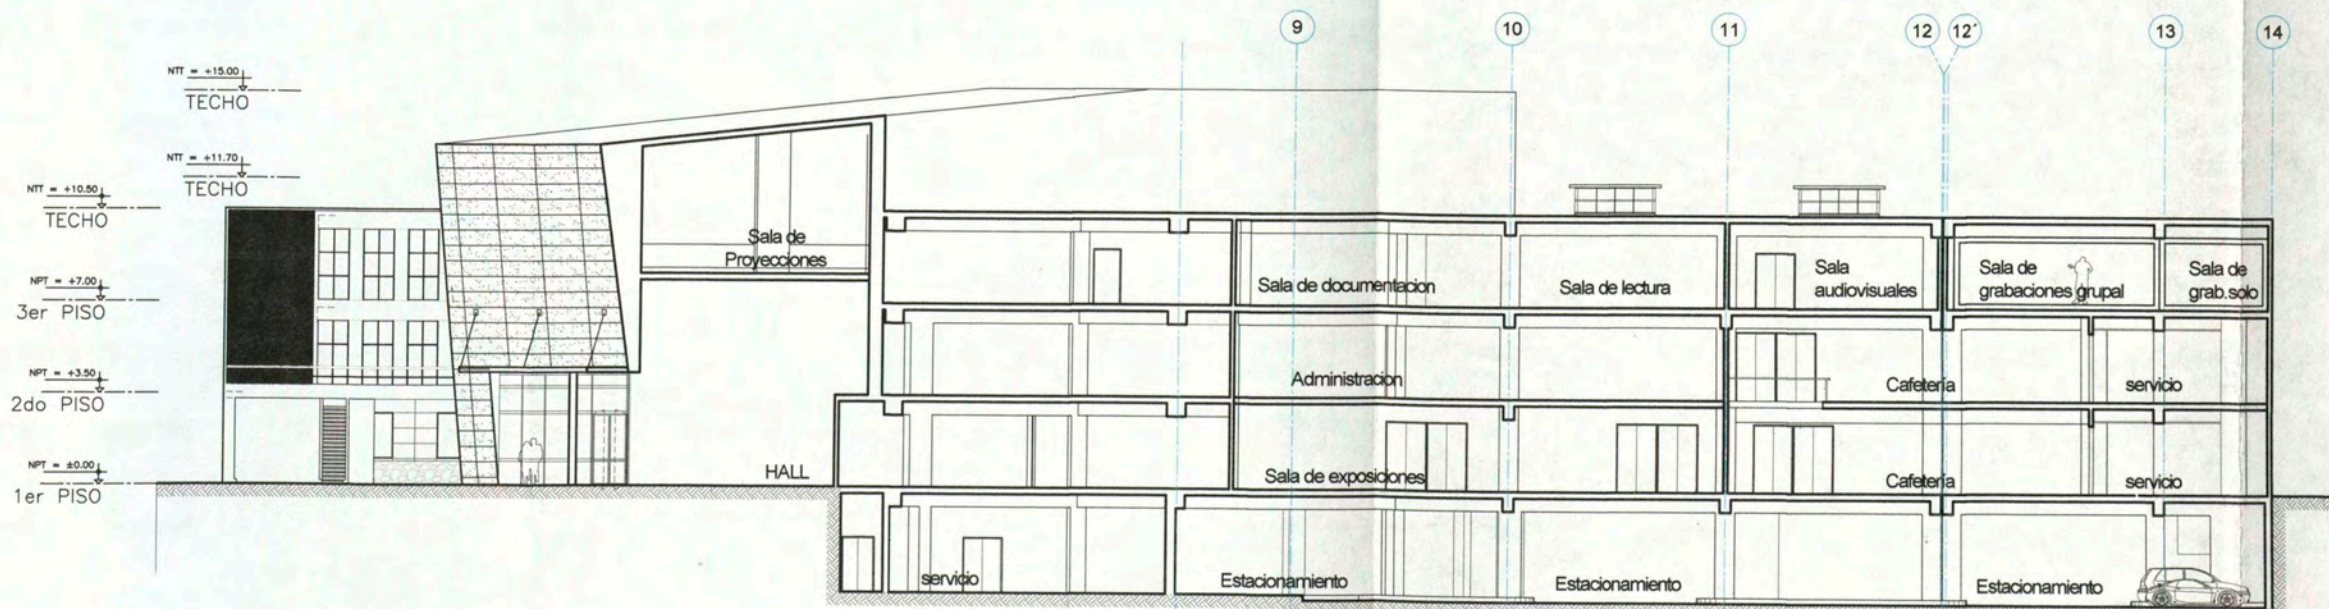 9
10
11
12
12´
13
14
NTT = +15.00
TECHO
NTT = +11.70
TECHO
NTT = +10.50
TECHO
NPT = +7.00
3er PISO
NPT = +3.50
2do PISO
NPT = ±0.00
1er PISO
Sala de
Proyecciones
Sala de documentacion
Sala de lectura
Sala
audiovisuales
Sala de
grabaciones grupal
Sala de
grab.solo
Administracion
Cafeteria
servicio
HALL
Sala de exposiciones
Cafeteria
servicio
servicio
Estacionamiento
Estacionamiento
Estacionamiento